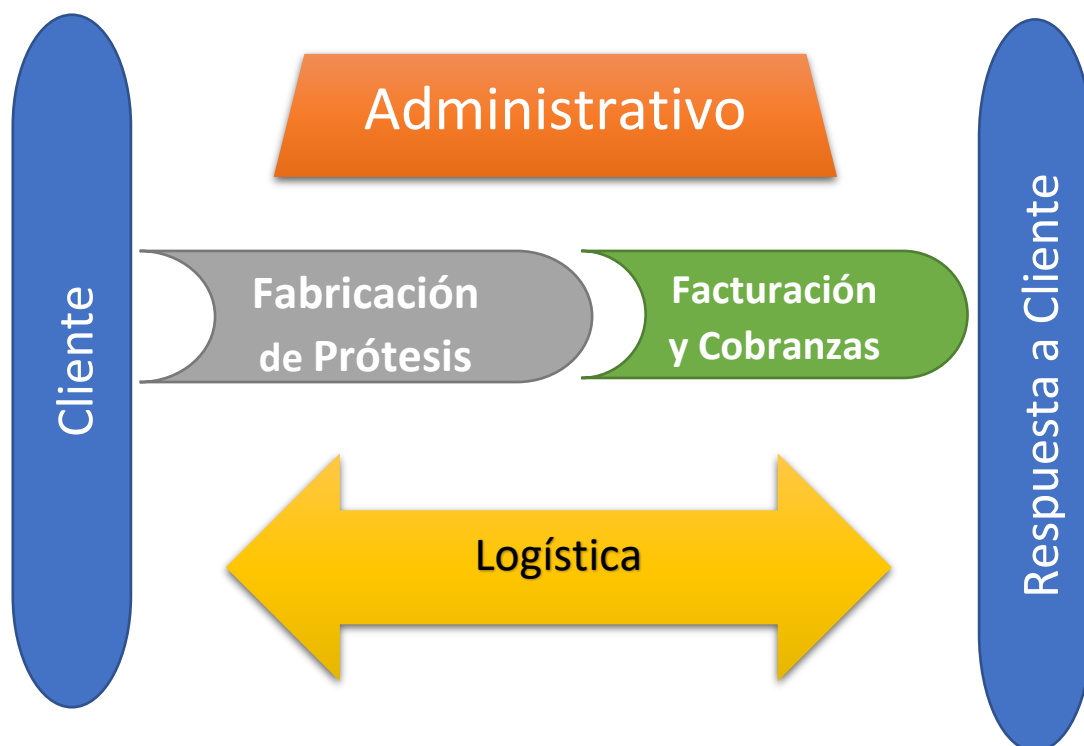 Cliente
Administrativo
Fabricación
de Prótesis
Facturación
y Cobranzas
Logística
Respuesta a Cliente